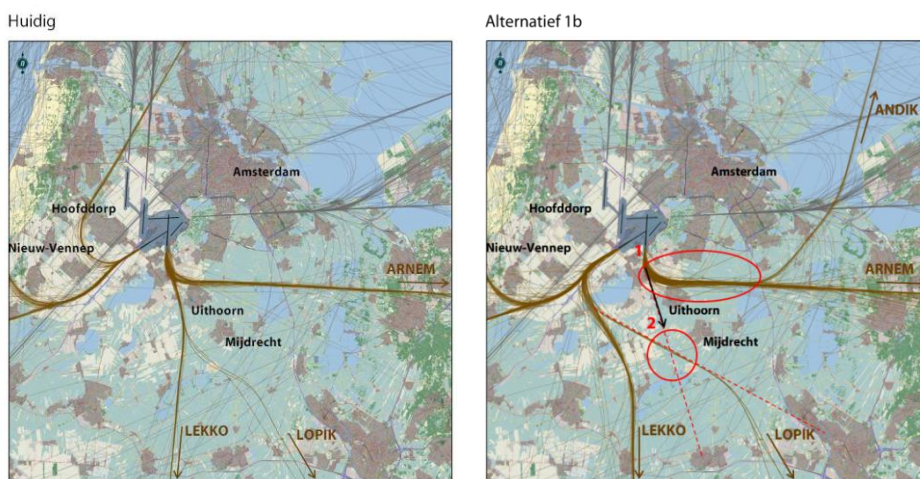 Huidig
Amsterdam
Hoofddorp
Nieuw-Vennep
ARNEM
Uithoorn
Mijdrecht
LEKKO
LOPIK
Alternatief 1b
ANDIK
Amsterdam
Hoofddorp
Nieuw-Vennep
1
ARNEM
Uithoorn
2
Mijdrecht
LEKKO
LOPIK